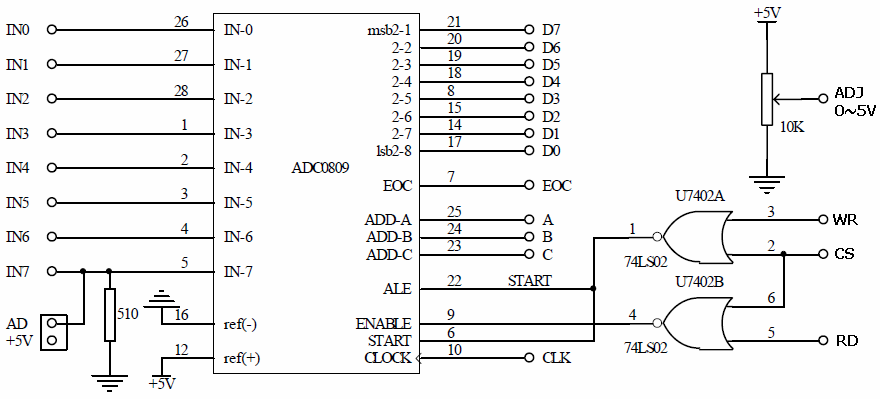 IN0 26 IN-0 msb2-1 21 D7
2-2 20 D6
IN1 27 IN-1 2-3 19 D5
2-4 18 D4
IN2 28 IN-2 2-5 8 D3
2-6 15 D2
IN3 1 IN-3 2-7 14 D1
lsb2-8 17 D0
IN4 2 IN-4 ADC0809
EOC 7 EOC
IN5 3 IN-5
ADD-A 25 A
IN6 4 IN-6 ADD-B 24 B
ADD-C 23 C
IN7 5 IN-7
ALE 22 START
510
AD 16 ref(-) ENABLE 9
+5V START 6
12 ref(+) CLOCK 10 CLK
+5V
+5V
ADJ
0~5V
10K
U7402A
1 3 WR
2 CS
74LS02
U7402B
4 6
5 RD
74LS02